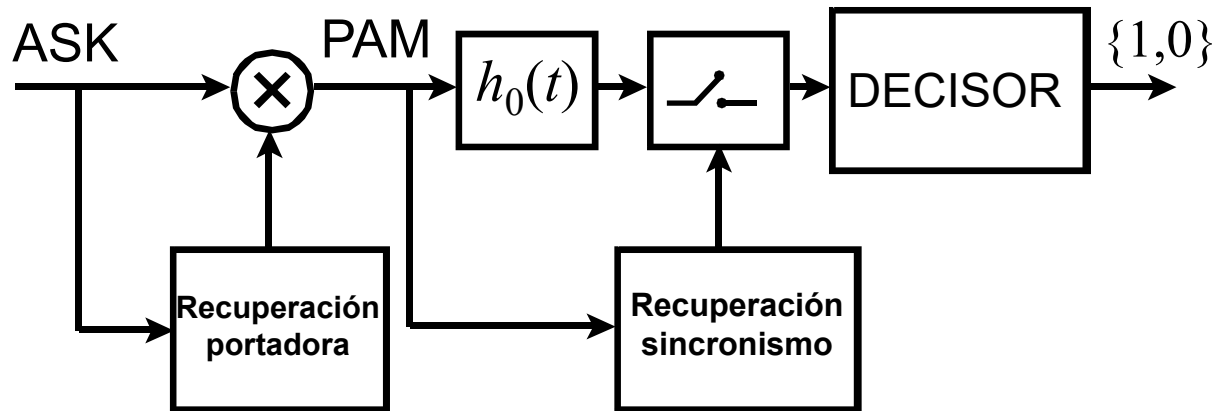 ASK
PAM
h₀(t)
DECISOR
{1,0}
Recuperación
portadora
Recuperación
sincronismo